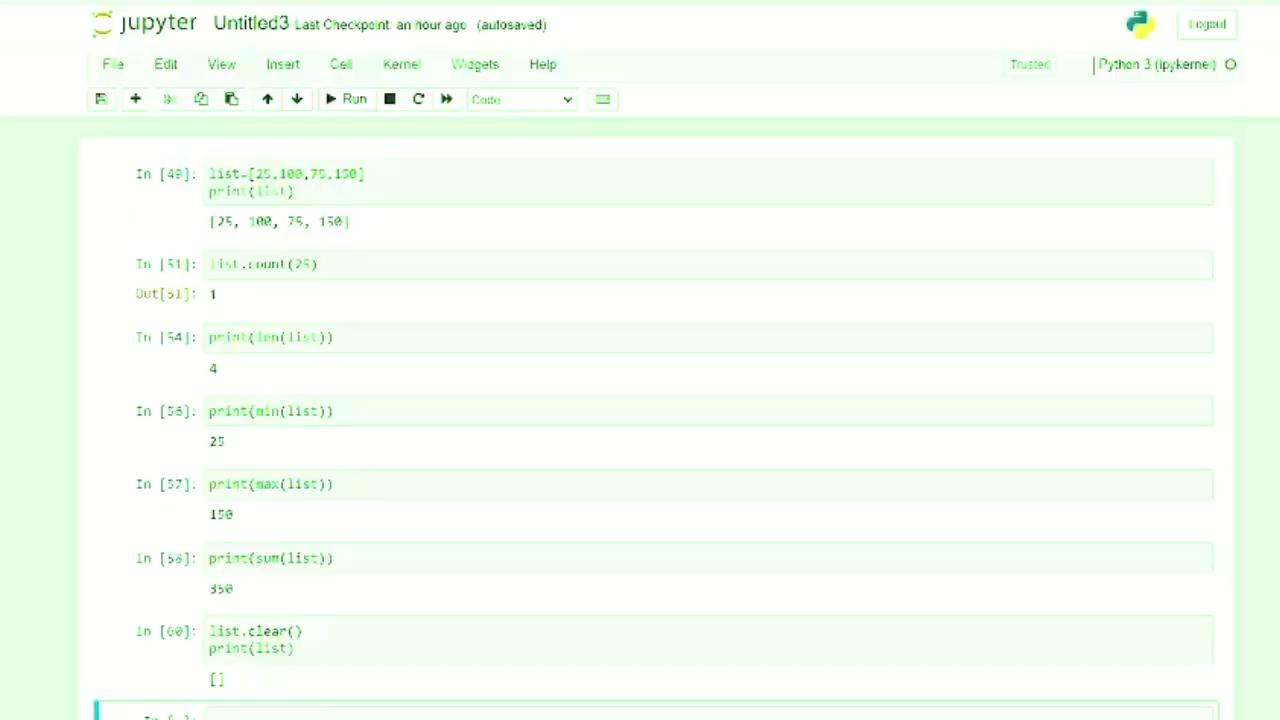 jupyter Untitled3 Last Checkpoint: an hour ago (autosaved) Logout
File Edit View Insert Cell Kernel Widgets Help Trusted Python 3 (ipykernel)
Run Code
In [49]: list=[25,100,75,150]
print(list)
[25, 100, 75, 150]
In [51]: list.count(25)
Out[51]: 1
In [54]: print(len(list))
4
In [56]: print(min(list))
25
In [57]: print(max(list))
150
In [58]: print(sum(list))
350
In [60]: list.clear()
print(list)
[]
In [ ]: